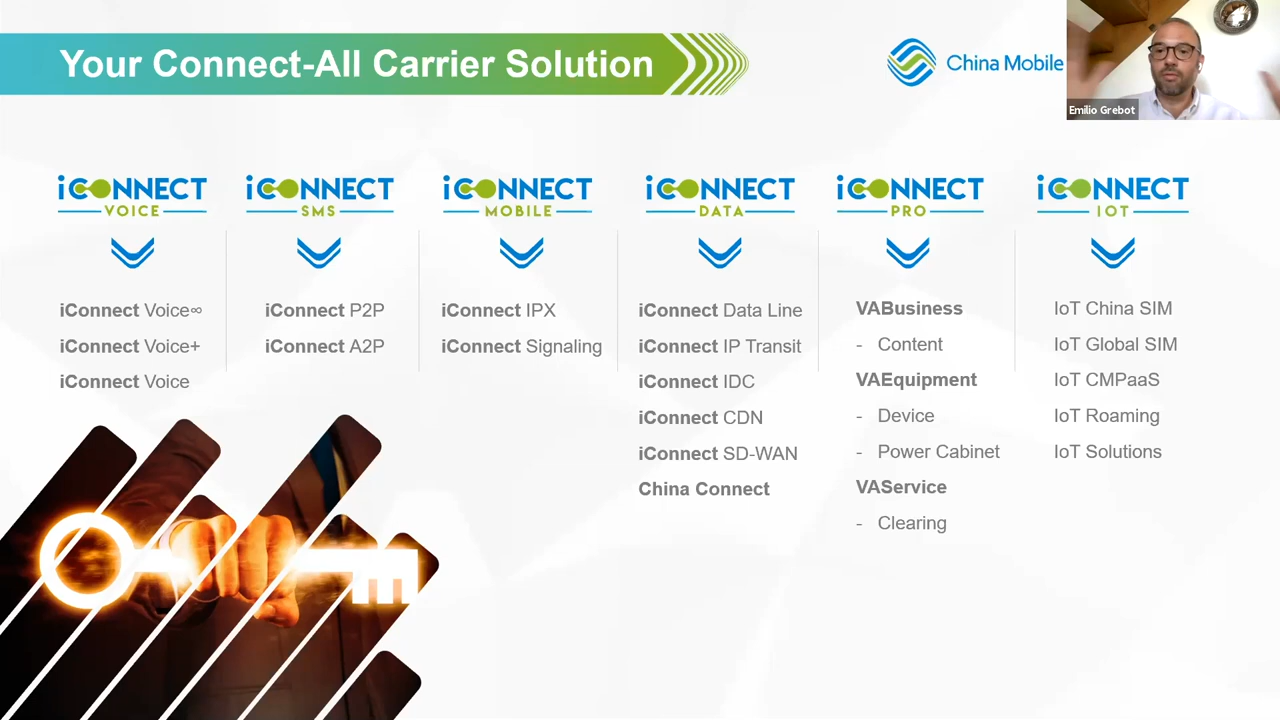 Your Connect-All Carrier Solution
China Mobile
Emilio Grebot
iCONNECT
VOICE
iConnect Voice∞
iConnect Voice+
iConnect Voice
iCONNECT
SMS
iConnect P2P
iConnect A2P
iCONNECT
MOBILE
iConnect IPX
iConnect Signaling
iCONNECT
DATA
iConnect Data Line
iConnect IP Transit
iConnect IDC
iConnect CDN
iConnect SD-WAN
China Connect
iCONNECT
PRO
VABusiness
- Content
VAEquipment
- Device
- Power Cabinet
VAService
- Clearing
iCONNECT
IOT
IoT China SIM
IoT Global SIM
IoT CMPaaS
IoT Roaming
IoT Solutions